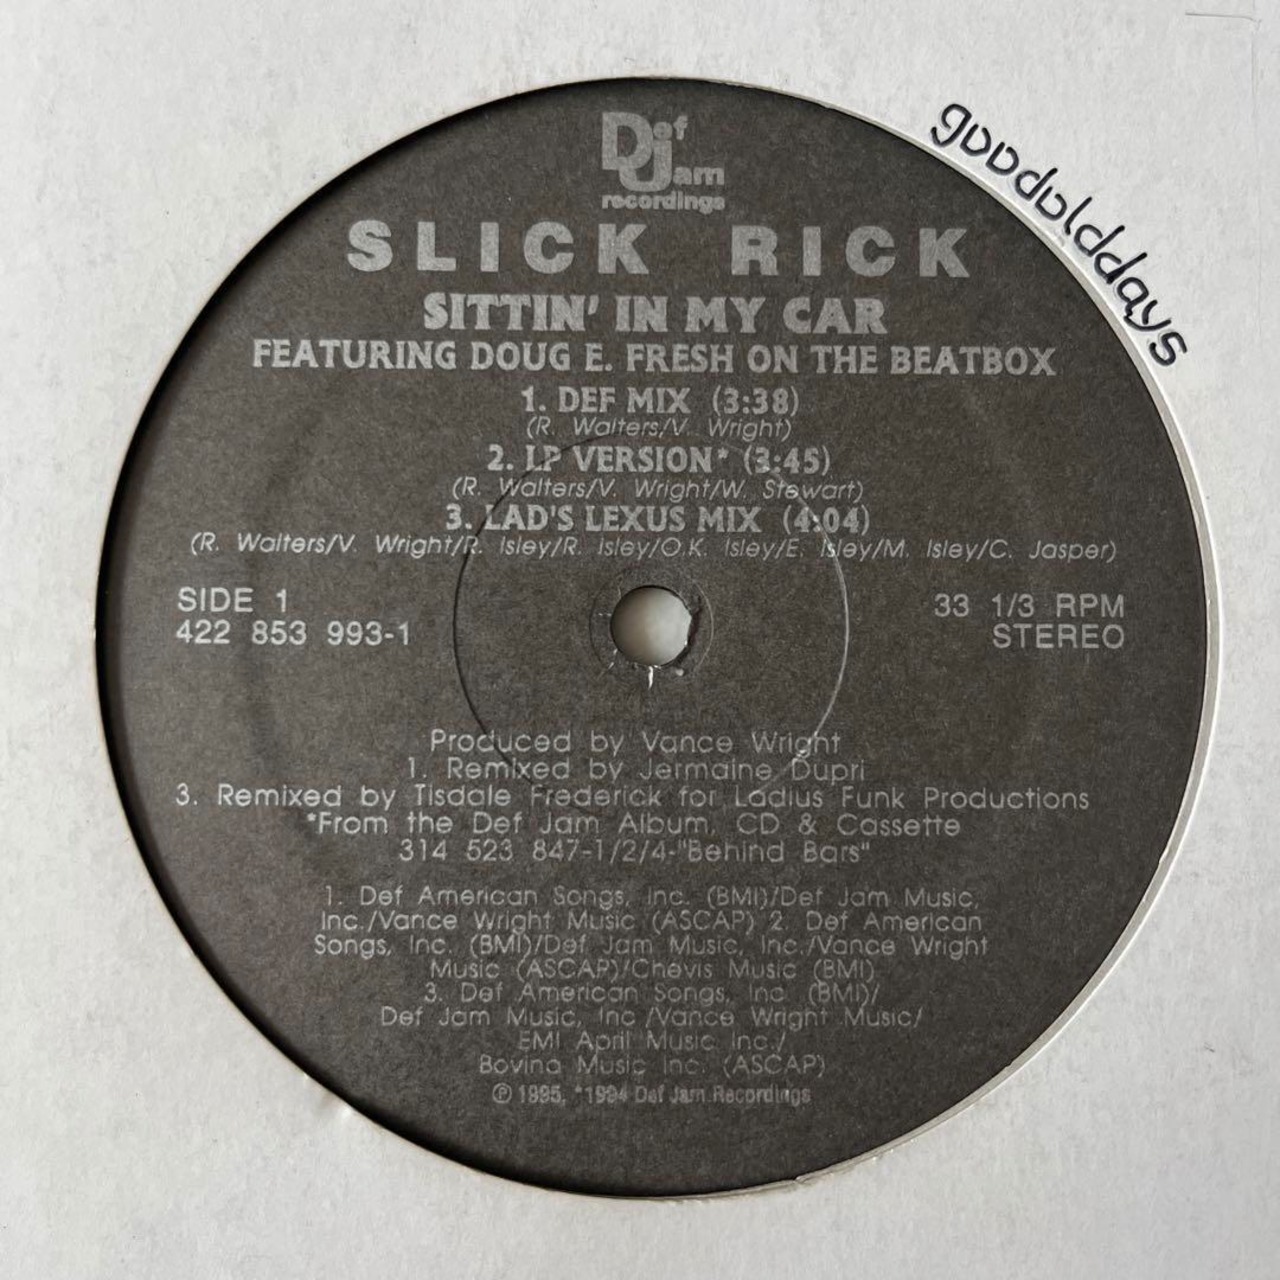 Def Jam
recordings
goodolddays
SLICK RICK
SITTIN' IN MY CAR
FEATURING DOUG E. FRESH ON THE BEATBOX
1. DEF MIX (3:38)
(R. Walters/V. Wright)
2. LP VERSION* (3:45)
(R. Walters/V. Wright/W. Stewart)
3. LAD'S LEXUS MIX (4:04)
(R. Walters/V. Wright/R. Isley/R. Isley/O.K. Isley/E. Isley/M. Isley/C. Jasper)
SIDE 1
422 853 993-1
33 1/3 RPM
STEREO
Produced by Vance Wright
1. Remixed by Jermaine Dupri
3. Remixed by Tisdale Frederick for Ladius Funk Productions
*From the Def Jam Album, CD & Cassette
314 523 847-1/2/4-"Behind Bars"
1. Def American Songs, Inc. (BMI)/Def Jam Music,
Inc./Vance Wright Music (ASCAP) 2. Def American
Songs, Inc. (BMI)/Def Jam Music, Inc./Vance Wright
Music (ASCAP)/Chevis Music (BMI)
3. Def American Songs, Inc. (BMI)/
Def Jam Music, Inc./Vance Wright Music/
EMI April Music Inc./
Bovina Music Inc. (ASCAP)
℗ 1995, *1994 Def Jam Recordings